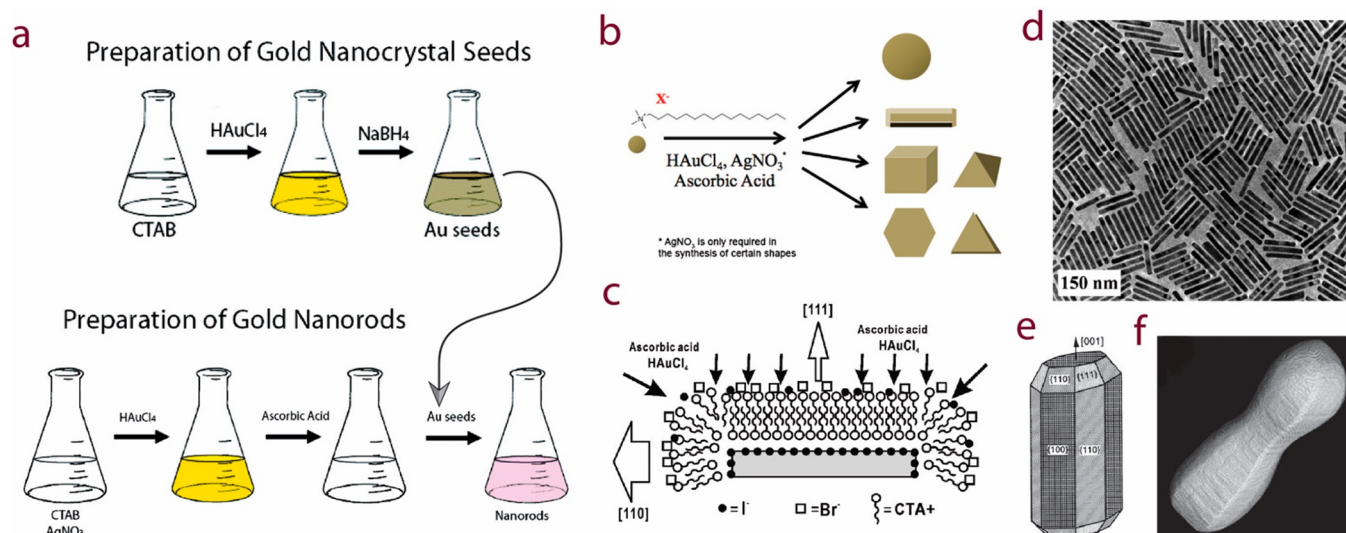 a
Preparation of Gold Nanocrystal Seeds
HAuCl₄
NaBH₄
CTAB
Au seeds
Preparation of Gold Nanorods
HAuCl₄
Ascorbic Acid
Au seeds
CTAB
AgNO₃
Nanorods
b
X⁻
N⁺
HAuCl₄, AgNO₃*
Ascorbic Acid
* AgNO₃ is only required in
the synthesis of certain shapes
c
[111]
Ascorbic acid
HAuCl₄
Ascorbic acid
HAuCl₄
[110]
=I⁻
=Br⁻
=CTA+
d
150 nm
e
[001]
{110}
{111}
{100}
{110}
f